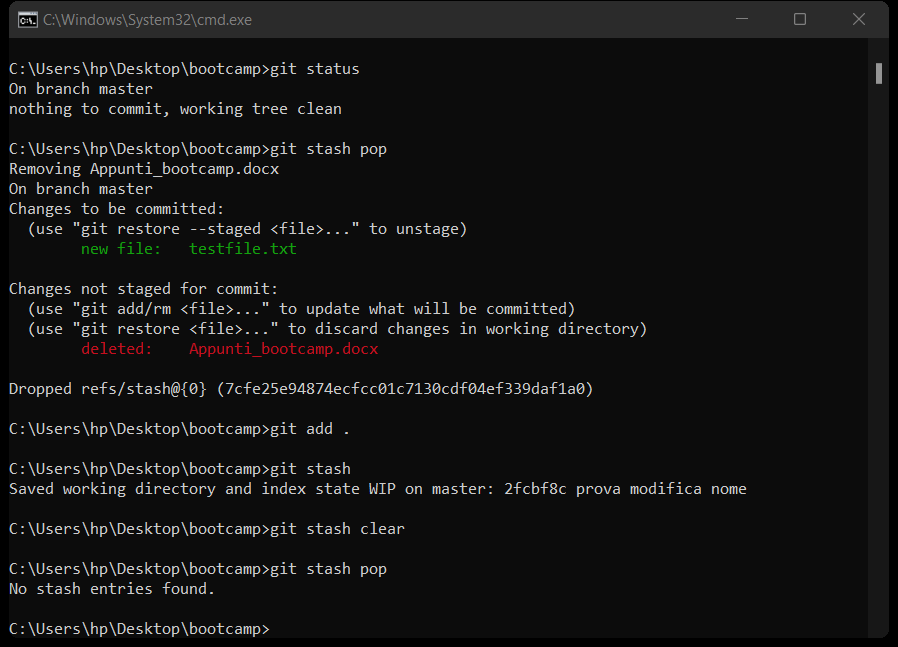 C:\Windows\System32\cmd.exe
C:\Users\hp\Desktop\bootcamp>git status
On branch master
nothing to commit, working tree clean
C:\Users\hp\Desktop\bootcamp>git stash pop
Removing Appunti_bootcamp.docx
On branch master
Changes to be committed:
  (use "git restore --staged <file>..." to unstage)
        new file:   testfile.txt
Changes not staged for commit:
  (use "git add/rm <file>..." to update what will be committed)
  (use "git restore <file>..." to discard changes in working directory)
        deleted:    Appunti_bootcamp.docx
Dropped refs/stash@{0} (7cfe25e94874ecfcc01c7130cdf04ef339daf1a0)
C:\Users\hp\Desktop\bootcamp>git add .
C:\Users\hp\Desktop\bootcamp>git stash
Saved working directory and index state WIP on master: 2fcbf8c prova modifica nome
C:\Users\hp\Desktop\bootcamp>git stash clear
C:\Users\hp\Desktop\bootcamp>git stash pop
No stash entries found.
C:\Users\hp\Desktop\bootcamp>